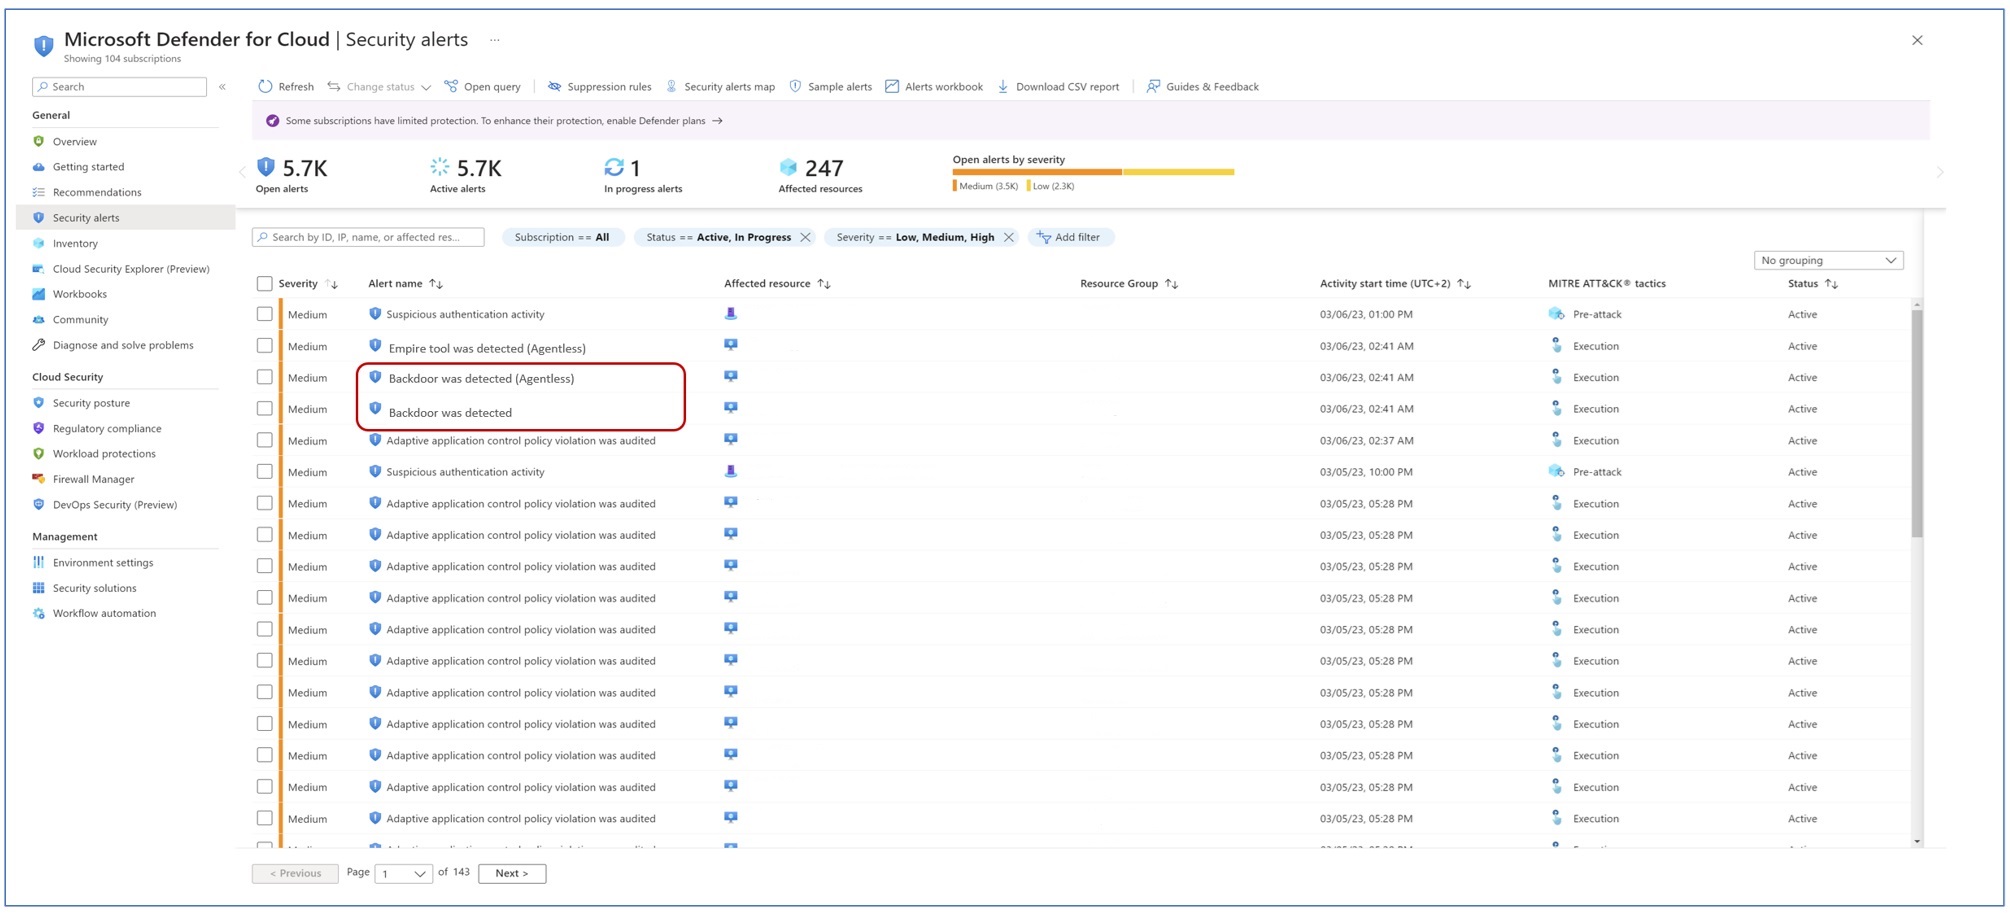 Microsoft Defender for Cloud | Security alerts ...
Showing 104 subscriptions
Search «
General
Overview
Getting started
Recommendations
Security alerts
Inventory
Cloud Security Explorer (Preview)
Workbooks
Community
Diagnose and solve problems
Cloud Security
Security posture
Regulatory compliance
Workload protections
Firewall Manager
DevOps Security (Preview)
Management
Environment settings
Security solutions
Workflow automation
Refresh Change status Open query Suppression rules Security alerts map Sample alerts Alerts workbook Download CSV report Guides & Feedback
Some subscriptions have limited protection. To enhance their protection, enable Defender plans →
5.7K 5.7K 1 247
Open alerts Active alerts In progress alerts Affected resources
Open alerts by severity
Medium (3.5K) Low (2.3K)
Search by ID, IP, name, or affected res... Subscription == All Status == Active, In Progress Severity == Low, Medium, High Add filter
No grouping
Severity ↑↓ Alert name ↑↓ Affected resource ↑↓ Resource Group ↑↓ Activity start time (UTC+2) ↑↓ MITRE ATT&CK® tactics Status ↑↓
Medium Suspicious authentication activity 03/06/23, 01:00 PM Pre-attack Active
Medium Empire tool was detected (Agentless) 03/06/23, 02:41 AM Execution Active
Medium Backdoor was detected (Agentless) 03/06/23, 02:41 AM Execution Active
Medium Backdoor was detected 03/06/23, 02:41 AM Execution Active
Medium Adaptive application control policy violation was audited 03/06/23, 02:37 AM Execution Active
Medium Suspicious authentication activity 03/05/23, 10:00 PM Pre-attack Active
Medium Adaptive application control policy violation was audited 03/05/23, 05:28 PM Execution Active
Medium Adaptive application control policy violation was audited 03/05/23, 05:28 PM Execution Active
Medium Adaptive application control policy violation was audited 03/05/23, 05:28 PM Execution Active
Medium Adaptive application control policy violation was audited 03/05/23, 05:28 PM Execution Active
Medium Adaptive application control policy violation was audited 03/05/23, 05:28 PM Execution Active
Medium Adaptive application control policy violation was audited 03/05/23, 05:28 PM Execution Active
Medium Adaptive application control policy violation was audited 03/05/23, 05:28 PM Execution Active
Medium Adaptive application control policy violation was audited 03/05/23, 05:28 PM Execution Active
Medium Adaptive application control policy violation was audited 03/05/23, 05:28 PM Execution Active
Medium Adaptive application control policy violation was audited 03/05/23, 05:28 PM Execution Active
Medium Adaptive application control policy violation was audited 03/05/23, 05:28 PM Execution Active
< Previous Page 1 of 143 Next >